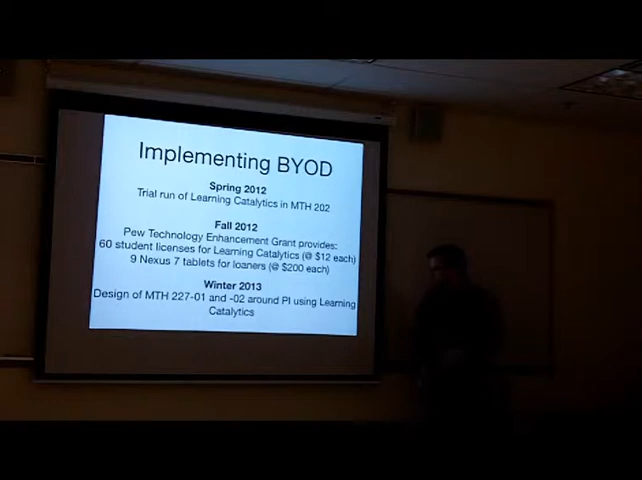 Implementing BYOD
Spring 2012
Trial run of Learning Catalytics in MTH 202
Fall 2012
Pew Technology Enhancement Grant provides:
60 student licenses for Learning Catalytics (@ $12 each)
9 Nexus 7 tablets for loaners (@ $200 each)
Winter 2013
Design of MTH 227-01 and -02 around PI using Learning
Catalytics